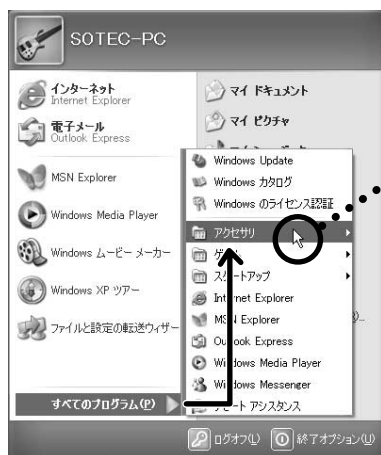 SOTEC-PC
インターネット
Internet Explorer
電子メール
Outlook Express
MSN Explorer
Windows Media Player
Windows ムービー メーカー
Windows XP ツアー
ファイルと設定の転送ウィザー
すべてのプログラム(P)
マイ ドキュメント
マイ ピクチャ
Windows Update
Windows カタログ
Windows のライセンス認証
アクセサリ
スタートアップ
Internet Explorer
MSN Explorer
Outlook Express
Windows Media Player
Windows Messenger
リモート アシスタンス
ログオフ(L)
終了オプション(U)